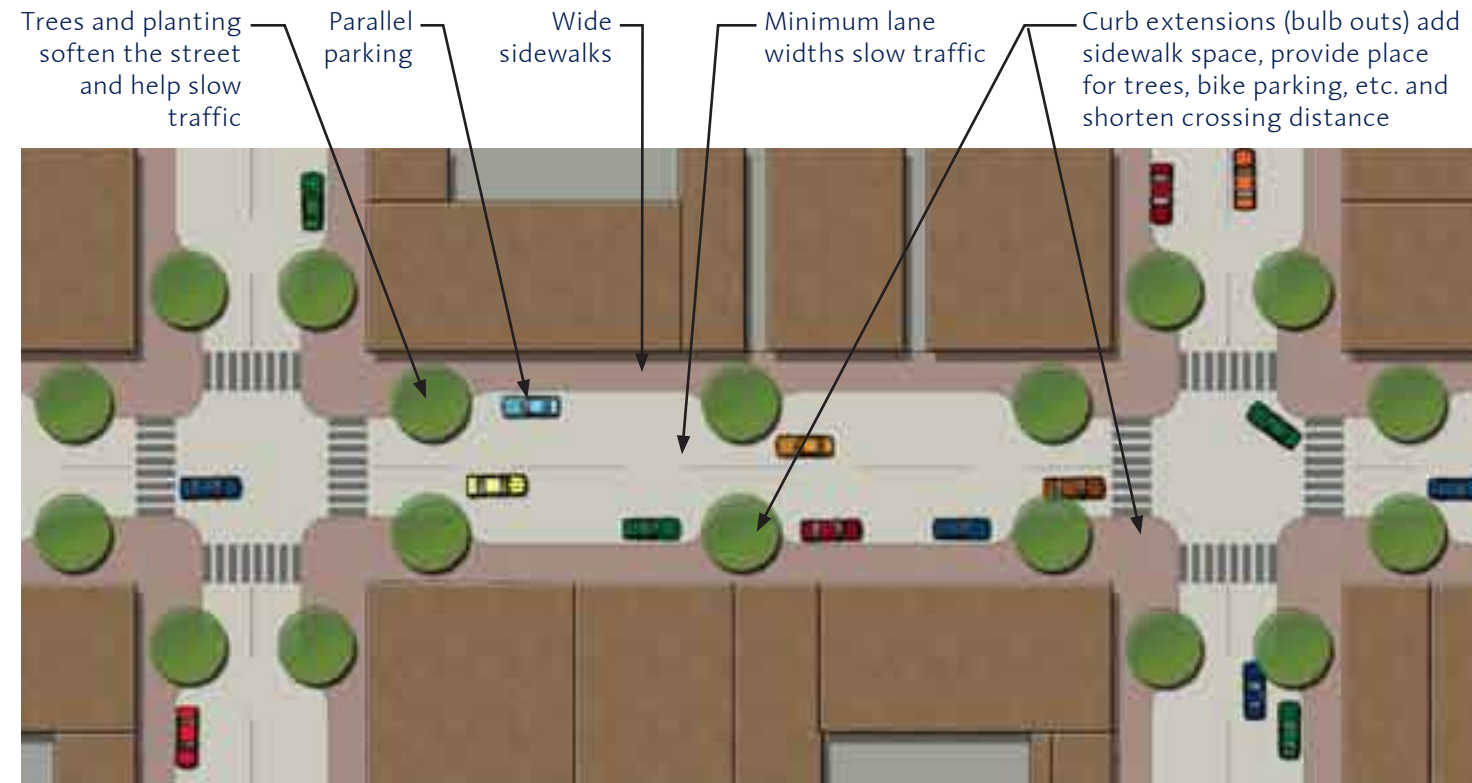 Trees and planting
soften the street
and help slow
traffic
Parallel
parking
Wide
sidewalks
Minimum lane
widths slow traffic
Curb extensions (bulb outs) add
sidewalk space, provide place
for trees, bike parking, etc. and
shorten crossing distance